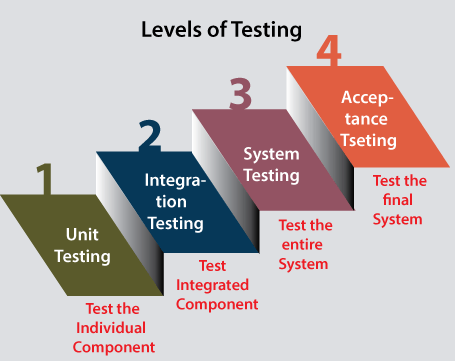 Levels of Testing
1
Unit
Testing
Test the
Individual
Component
2
Integra-
tion
Testing
Test
Integrated
Component
3
System
Testing
Test the
entire
System
4
Accep-
tance
Tseting
Test the
final
System